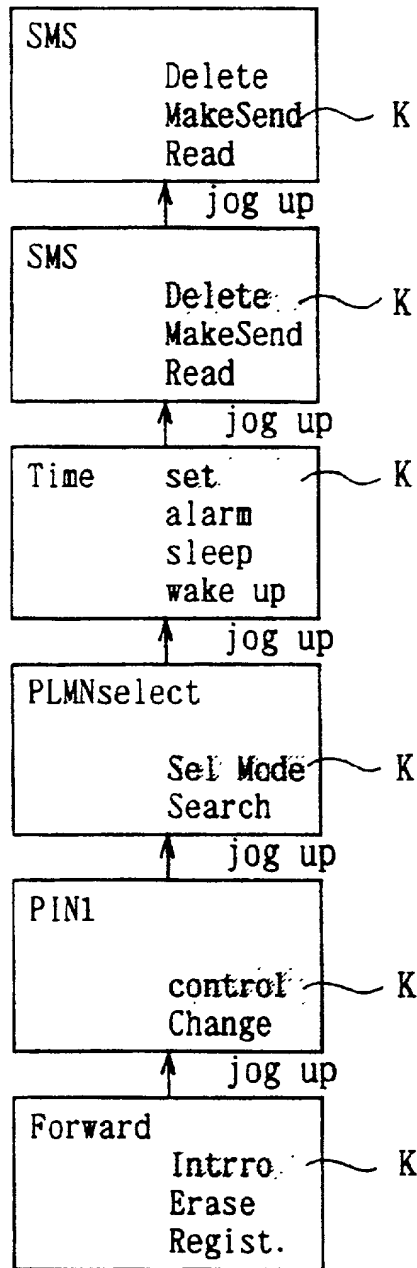 SMS
Delete
MakeSend K
Read
jog up
SMS
Delete K
MakeSend
Read
jog up
Time set K
alarm
sleep
wake up
jog up
PLMNselect
Sel Mode K
Search
jog up
PIN1
control K
Change
jog up
Forward
Intrro K
Erase
Regist.